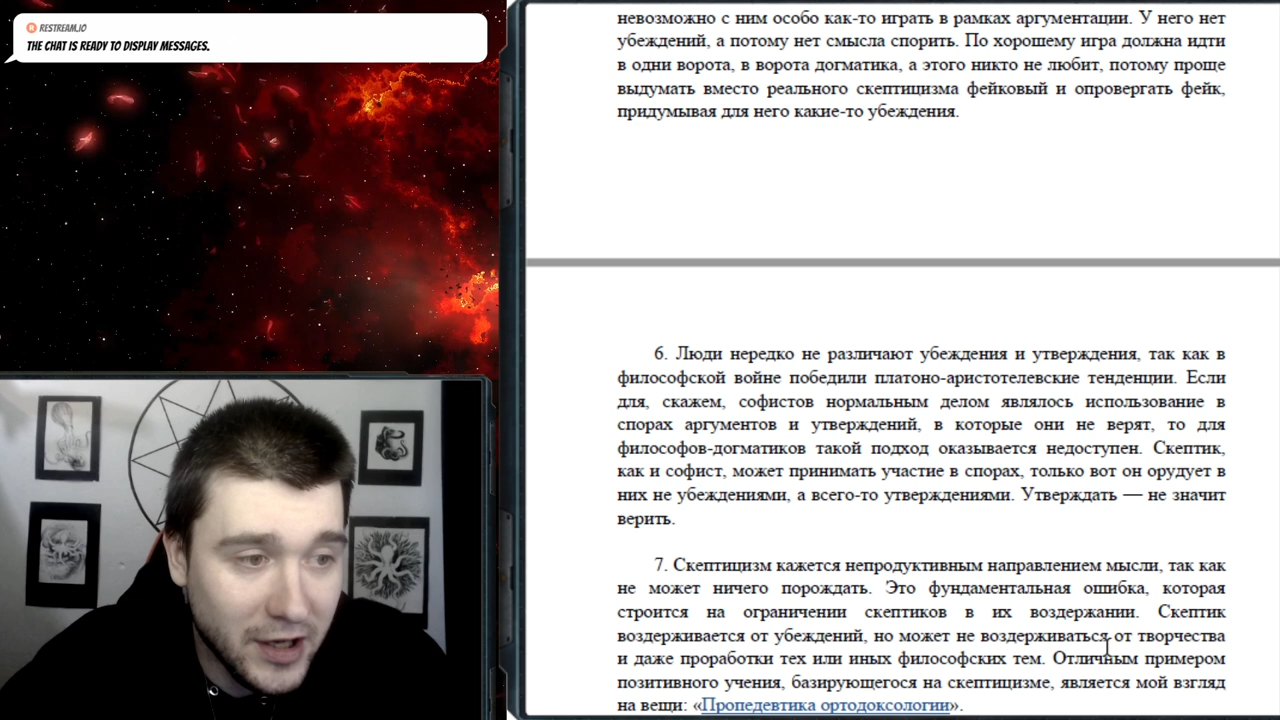 RESTREAM.IO
THE CHAT IS READY TO DISPLAY MESSAGES.
невозможно с ним особо как-то играть в рамках аргументации. У него нет
убеждений, а потому нет смысла спорить. По хорошему игра должна идти
в одни ворота, в ворота догматика, а этого никто не любит, потому проще
выдумать вместо реального скептицизма фейковый и опровергать фейк,
придумывая для него какие-то убеждения.
6. Люди нередко не различают убеждения и утверждения, так как в
философской войне победили платоно-аристотелевские тенденции. Если
для, скажем, софистов нормальным делом являлось использование в
спорах аргументов и утверждений, в которые они не верят, то для
философов-догматиков такой подход оказывается недоступен. Скептик,
как и софист, может принимать участие в спорах, только вот он орудует в
них не убеждениями, а всего-то утверждениями. Утверждать — не значит
верить.
7. Скептицизм кажется непродуктивным направлением мысли, так как
не может ничего порождать. Это фундаментальная ошибка, которая
строится на ограничении скептиков в их воздержании. Скептик
воздерживается от убеждений, но может не воздерживаться от творчества
и даже проработки тех или иных философских тем. Отличным примером
позитивного учения, базирующегося на скептицизме, является мой взгляд
на вещи: «Пропедевтика ортодоксологии».